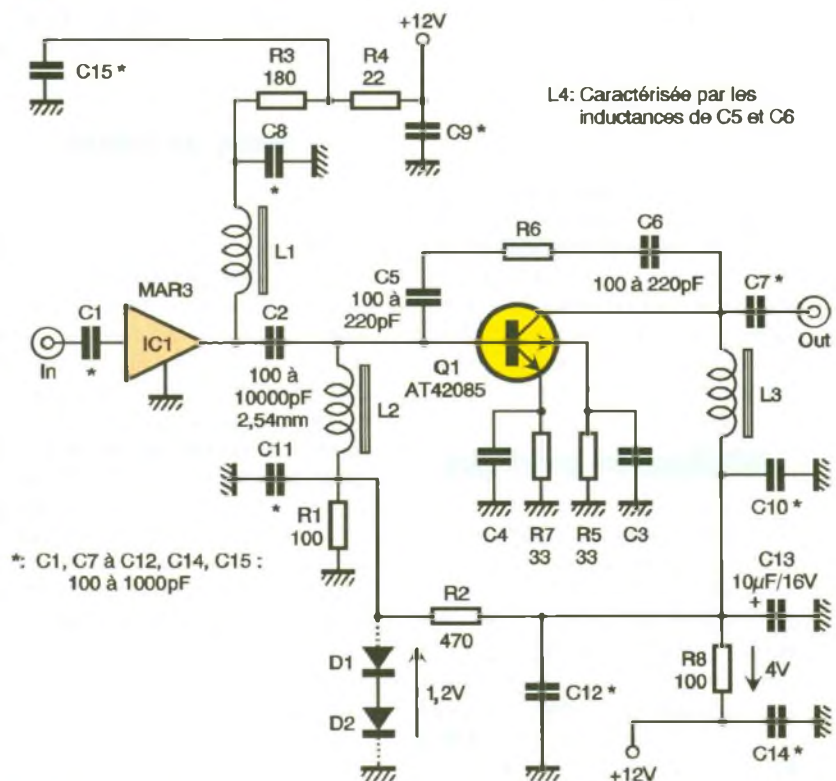 +12V
C15 *
R3
180
R4
22
C9 *
C8
*
L1
L4: Caractérisée par les
inductances de C5 et C6
MAR3
C1
*
In
IC1
C2
100 à
10000pF
2,54mm
C5
100 à
220pF
R6
C6
100 à 220pF
C7 *
Out
Q1
AT42085
L2
L3
C11
*
R1
100
C4
R7
33
R5
33
C3
C10 *
*: C1, C7 à C12, C14, C15 :
100 à 1000pF
C13
10µF/16V
+
R2
470
D1
D2
1,2V
C12 *
R8
100
4V
+12V
C14 *